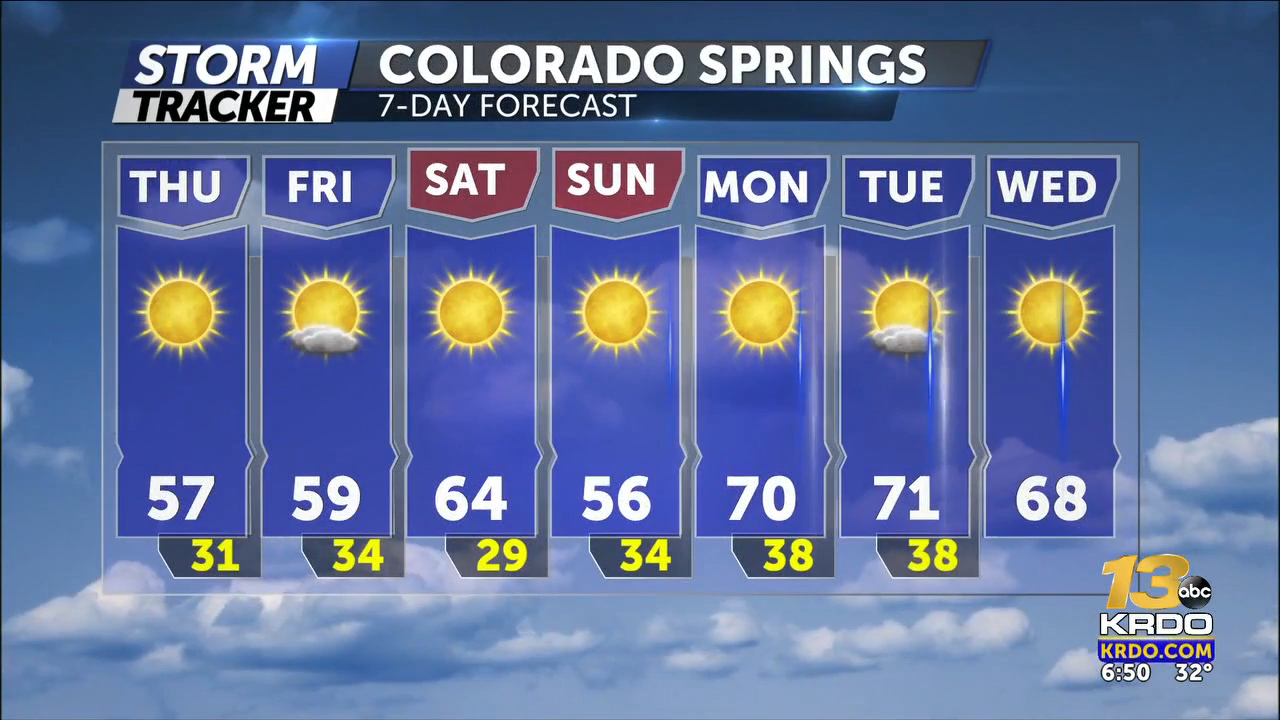 STORM TRACKER
COLORADO SPRINGS
7-DAY FORECAST
THU FRI SAT SUN MON TUE WED
57 59 64 56 70 71 68
31 34 29 34 38 38
13 abc
KRDO
KRDO.COM
6:50 32°